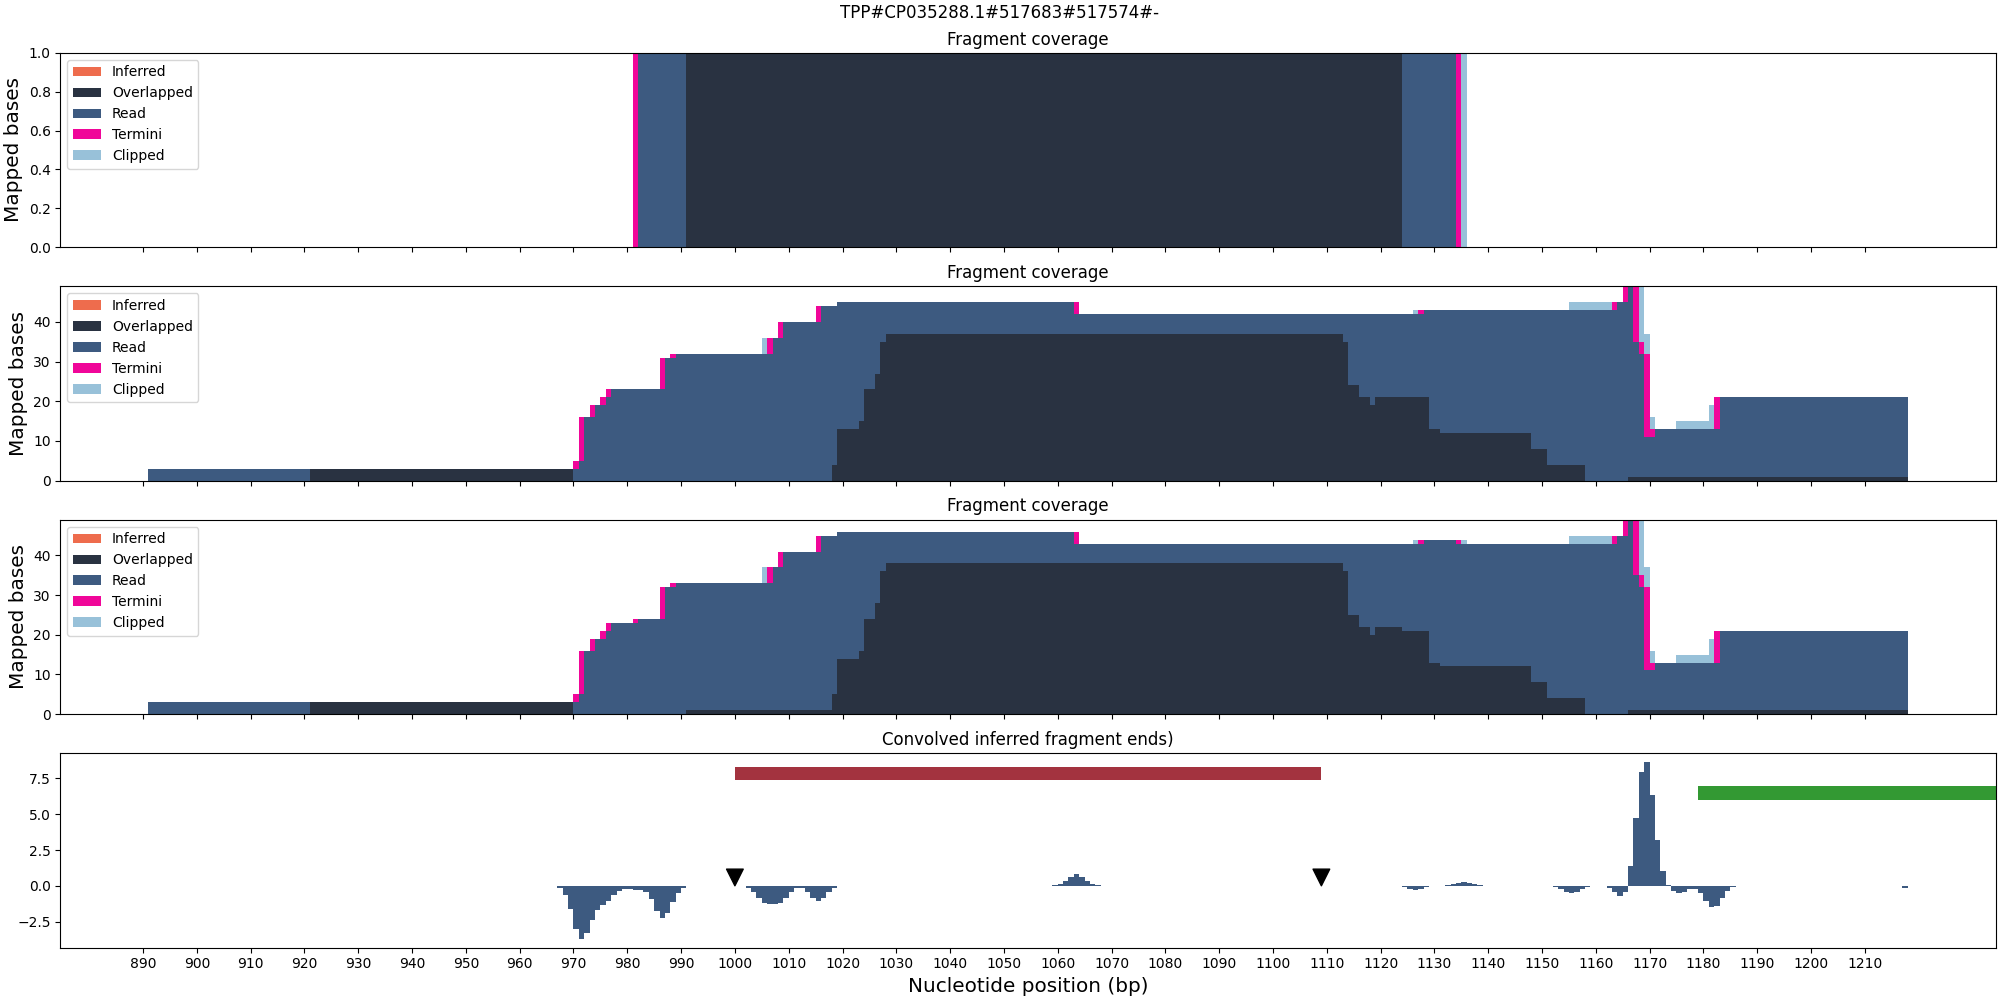 TPP#CP035288.1#517683#517574#-
Fragment coverage
Mapped bases
1.0
0.8
0.6
0.4
0.2
0.0
Inferred
Overlapped
Read
Termini
Clipped
Fragment coverage
Mapped bases
40
30
20
10
0
Inferred
Overlapped
Read
Termini
Clipped
Fragment coverage
Mapped bases
40
30
20
10
0
Inferred
Overlapped
Read
Termini
Clipped
Convolved inferred fragment ends)
7.5
5.0
2.5
0.0
−2.5
890 900 910 920 930 940 950 960 970 980 990 1000 1010 1020 1030 1040 1050 1060 1070 1080 1090 1100 1110 1120 1130 1140 1150 1160 1170 1180 1190 1200 1210
Nucleotide position (bp)